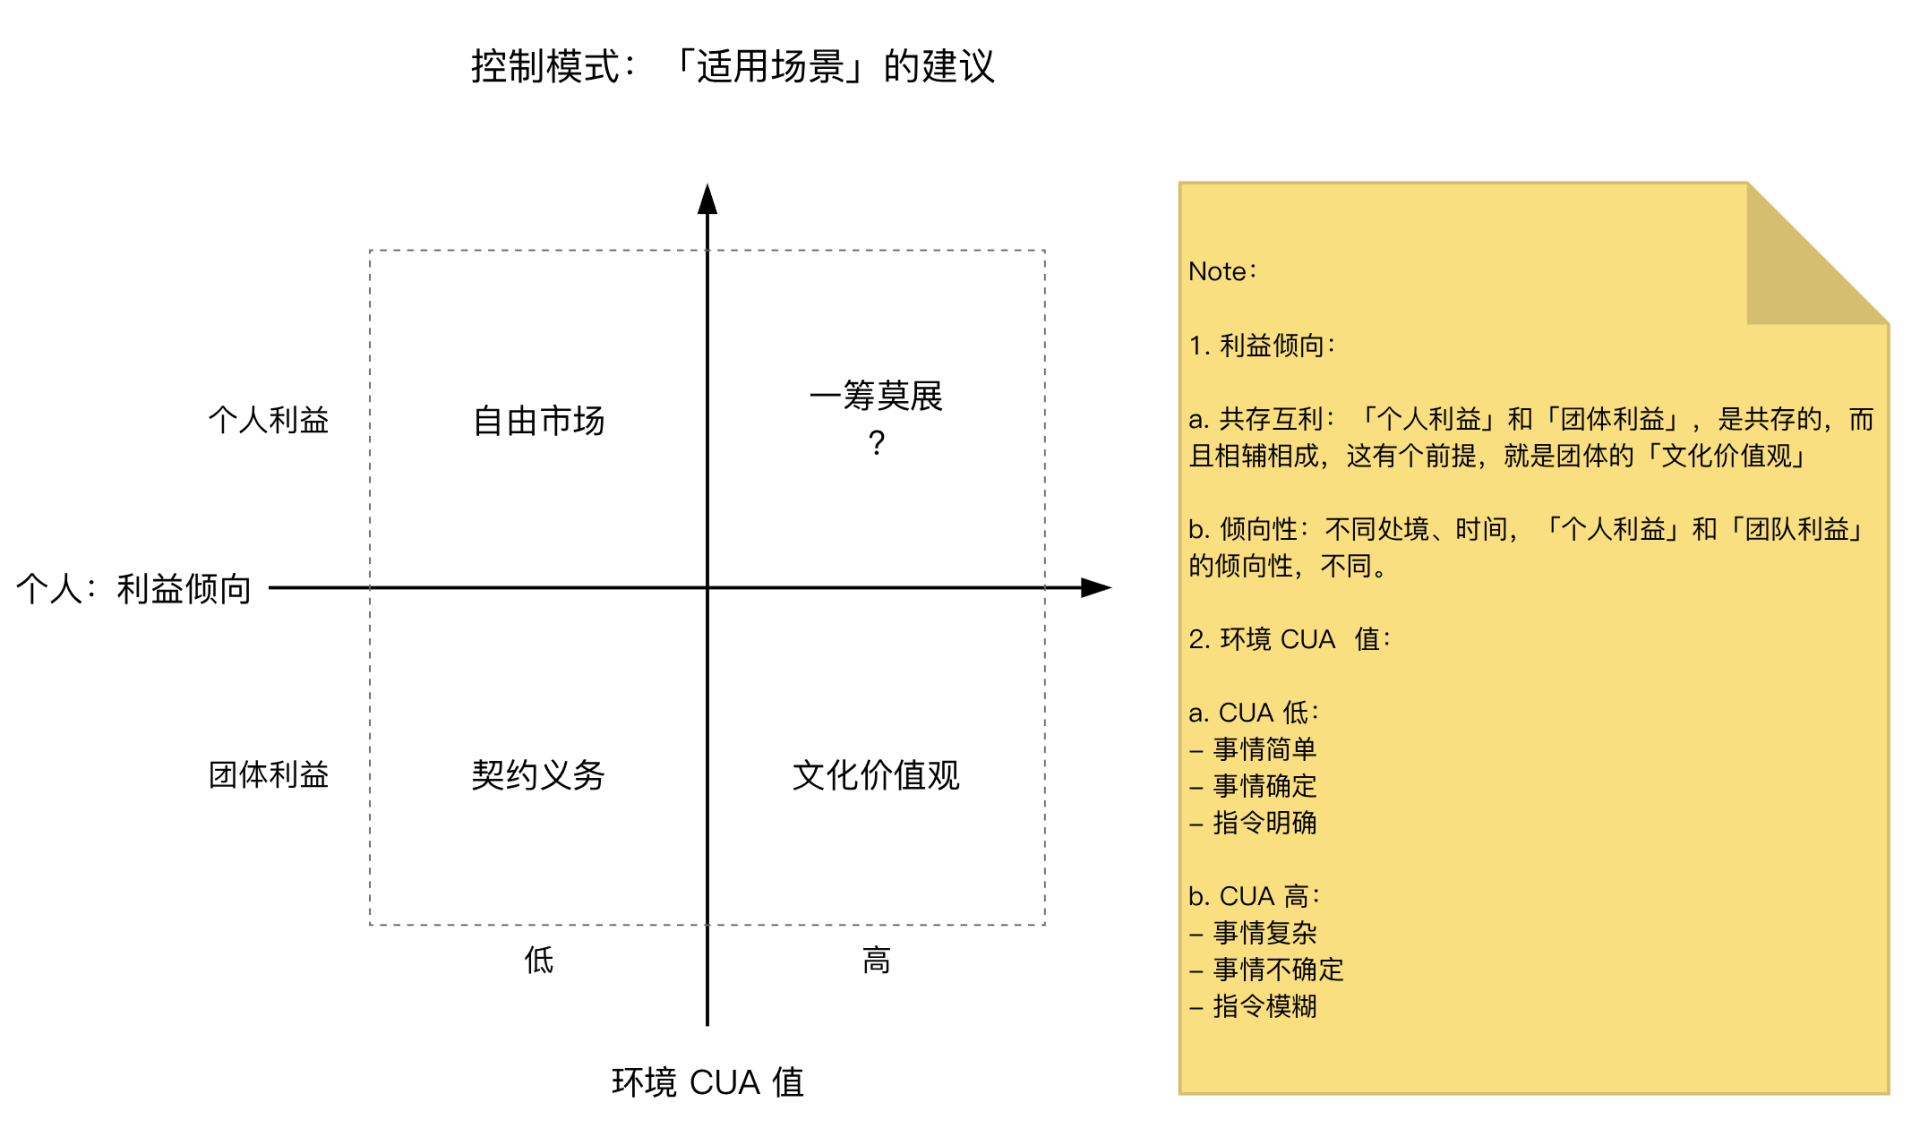 控制模式：「适用场景」的建议
个人利益
自由市场
一筹莫展
？
个人：利益倾向
团体利益
契约义务
文化价值观
低
高
环境 CUA 值
Note：
1. 利益倾向：
a. 共存互利：「个人利益」和「团体利益」，是共存的，而
且相辅相成，这有个前提，就是团体的「文化价值观」
b. 倾向性：不同处境、时间，「个人利益」和「团队利益」
的倾向性，不同。
2. 环境 CUA  值：
a. CUA 低：
– 事情简单
– 事情确定
– 指令明确
b. CUA 高：
– 事情复杂
– 事情不确定
– 指令模糊